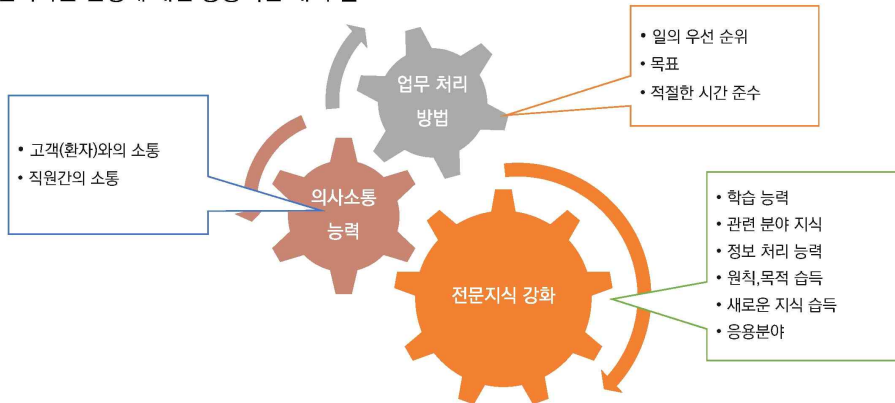 업무 처리
방법
• 일의 우선 순위
• 목표
• 적절한 시간 준수
• 고객(환자)와의 소통
• 직원간의 소통
의사소통
능력
전문지식 강화
• 학습 능력
• 관련 분야 지식
• 정보 처리 능력
• 원칙,목적 습득
• 새로운 지식 습득
• 응용분야